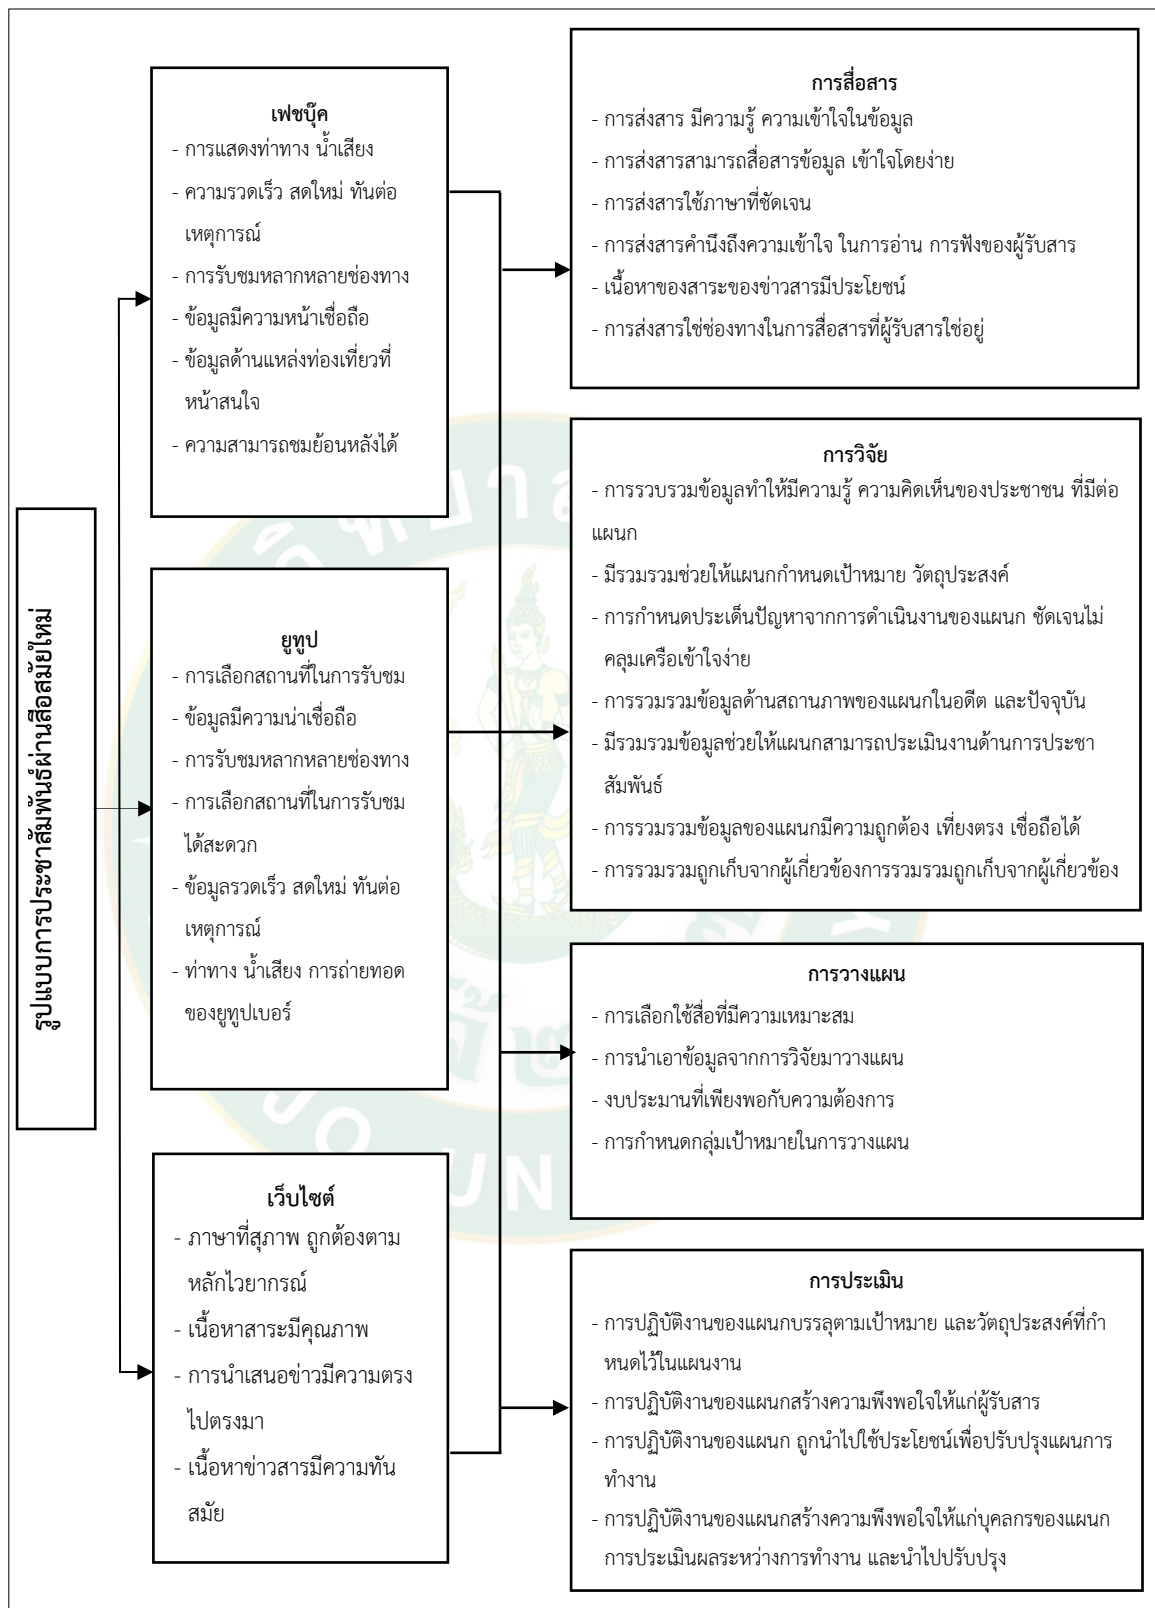 รูปแบบการประชาสัมพันธ์ผ่านสื่อสมัยใหม่
เฟซบุ๊ค
- การแสดงท่าทาง น้ำเสียง
- ความรวดเร็ว สดใหม่ ทันต่อ
เหตุการณ์
- การรับชมหลากหลายช่องทาง
- ข้อมูลมีความหน้าเชื่อถือ
- ข้อมูลด้านแหล่งท่องเที่ยวที่
หน้าสนใจ
- ความสามารถชมย้อนหลังได้
ยูทูป
- การเลือกสถานที่ในการรับชม
- ข้อมูลมีความน่าเชื่อถือ
- การรับชมหลากหลายช่องทาง
- การเลือกสถานที่ในการรับชม
ได้สะดวก
- ข้อมูลรวดเร็ว สดใหม่ ทันต่อ
เหตุการณ์
- ท่าทาง น้ำเสียง การถ่ายทอด
ของยูทูปเบอร์
เว็บไซต์
- ภาษาที่สุภาพ ถูกต้องตาม
หลักไวยากรณ์
- เนื้อหาสาระมีคุณภาพ
- การนำเสนอข่าวมีความตรง
ไปตรงมา
- เนื้อหาข่าวสารมีความทัน
สมัย
การสื่อสาร
- การส่งสาร มีความรู้ ความเข้าใจในข้อมูล
- การส่งสารสามารถสื่อสารข้อมูล เข้าใจโดยง่าย
- การส่งสารใช้ภาษาที่ชัดเจน
- การส่งสารคำนึงถึงความเข้าใจ ในการอ่าน การฟังของผู้รับสาร
- เนื้อหาของสาระของข่าวสารมีประโยชน์
- การส่งสารใช่ช่องทางในการสื่อสารที่ผู้รับสารใช่อยู่
การวิจัย
- การรวบรวมข้อมูลทำให้มีความรู้ ความคิดเห็นของประชาชน ที่มีต่อ
แผนก
- มีรวมรวมช่วยให้แผนกกำหนดเป้าหมาย วัตถุประสงค์
- การกำหนดประเด็นปัญหาจากการดำเนินงานของแผนก ชัดเจนไม่
คลุมเครือเข้าใจง่าย
- การรวมรวมข้อมูลด้านสถานภาพของแผนกในอดีต และปัจจุบัน
- มีรวมรวมข้อมูลช่วยให้แผนกสามารถประเมินงานด้านการประชา
สัมพันธ์
- การรวมรวมข้อมูลของแผนกมีความถูกต้อง เที่ยงตรง เชื่อถือได้
- การรวมรวมถูกเก็บจากผู้เกี่ยวข้องการรวมรวมถูกเก็บจากผู้เกี่ยวข้อง
การวางแผน
- การเลือกใช้สื่อที่มีความเหมาะสม
- การนำเอาข้อมูลจากการวิจัยมาวางแผน
- งบประมานที่เพียงพอกับความต้องการ
- การกำหนดกลุ่มเป้าหมายในการวางแผน
การประเมิน
- การปฏิบัติงานของแผนกบรรลุตามเป้าหมาย และวัตถุประสงค์ที่กำ
หนดไว้ในแผนงาน
- การปฏิบัติงานของแผนกสร้างความพึงพอใจให้แก่ผู้รับสาร
- การปฏิบัติงานของแผนก ถูกนำไปใช้ประโยชน์เพื่อปรับปรุงแผนการ
ทำงาน
- การปฏิบัติงานของแผนกสร้างความพึงพอใจให้แก่บุคลกรของแผนก
การประเมินผลระหว่างการทำงาน และนำไปปรับปรุง